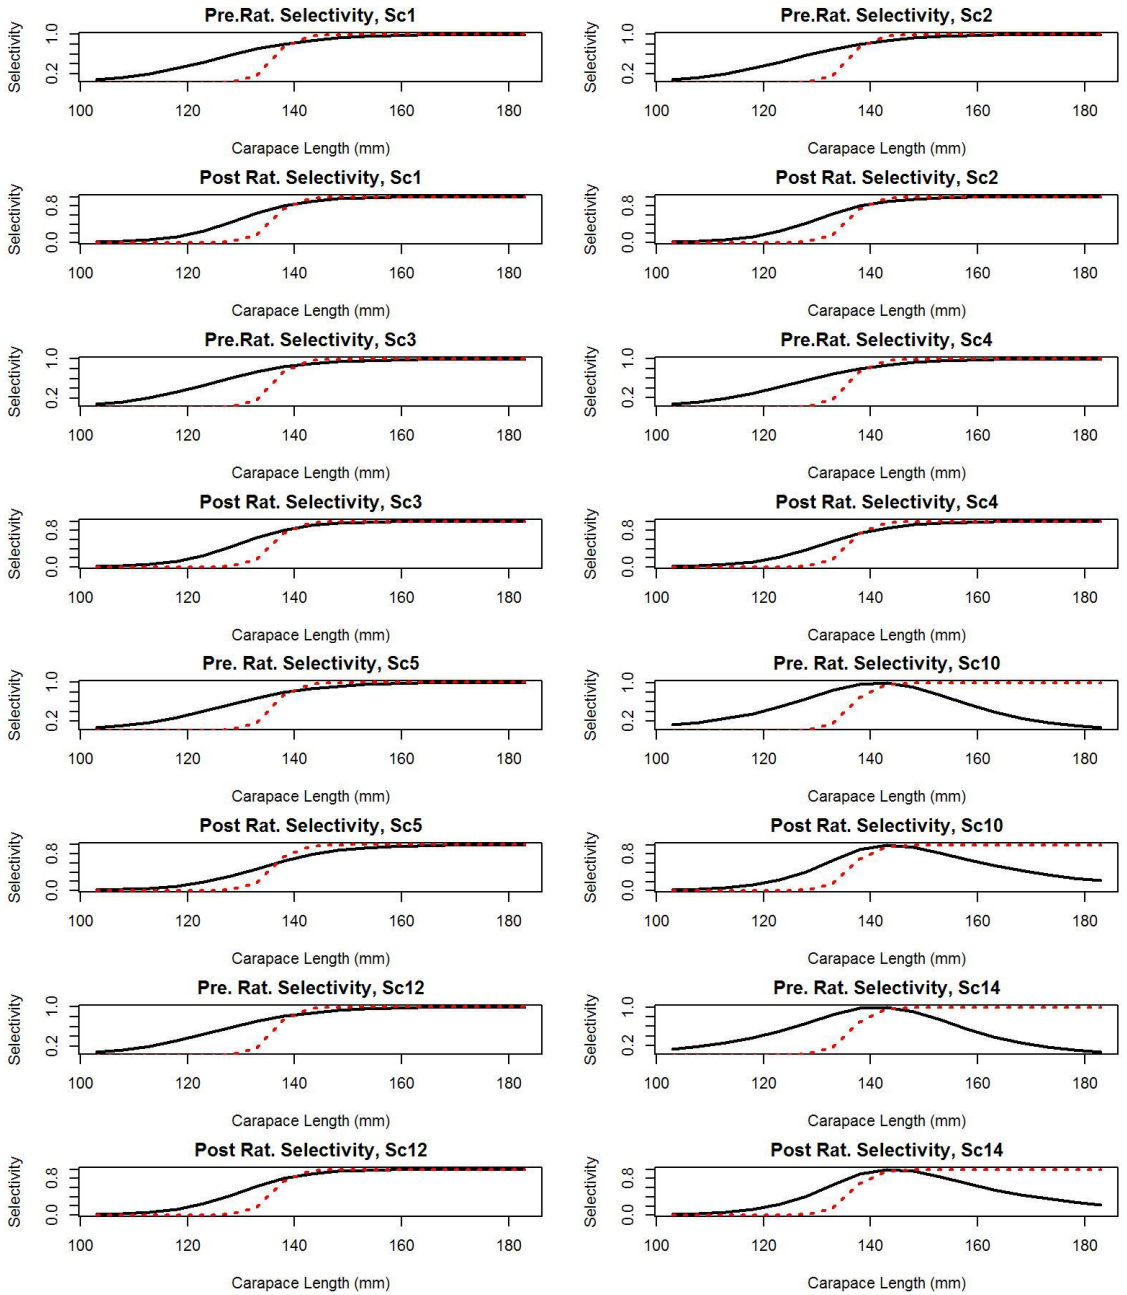 Pre.Rat. Selectivity, Sc1
Selectivity
0.2 1.0
100 120 140 160 180
Carapace Length (mm)
Pre.Rat. Selectivity, Sc2
Selectivity
0.2 1.0
100 120 140 160 180
Carapace Length (mm)
Post Rat. Selectivity, Sc1
Selectivity
0.0 0.8
100 120 140 160 180
Carapace Length (mm)
Post Rat. Selectivity, Sc2
Selectivity
0.0 0.8
100 120 140 160 180
Carapace Length (mm)
Pre.Rat. Selectivity, Sc3
Selectivity
0.2 1.0
100 120 140 160 180
Carapace Length (mm)
Pre.Rat. Selectivity, Sc4
Selectivity
0.2 1.0
100 120 140 160 180
Carapace Length (mm)
Post Rat. Selectivity, Sc3
Selectivity
0.0 0.8
100 120 140 160 180
Carapace Length (mm)
Post Rat. Selectivity, Sc4
Selectivity
0.0 0.8
100 120 140 160 180
Carapace Length (mm)
Pre. Rat. Selectivity, Sc5
Selectivity
0.2 1.0
100 120 140 160 180
Carapace Length (mm)
Pre. Rat. Selectivity, Sc10
Selectivity
0.2 1.0
100 120 140 160 180
Carapace Length (mm)
Post Rat. Selectivity, Sc5
Selectivity
0.0 0.8
100 120 140 160 180
Carapace Length (mm)
Post Rat. Selectivity, Sc10
Selectivity
0.0 0.8
100 120 140 160 180
Carapace Length (mm)
Pre. Rat. Selectivity, Sc12
Selectivity
0.2 1.0
100 120 140 160 180
Carapace Length (mm)
Pre. Rat. Selectivity, Sc14
Selectivity
0.2 1.0
100 120 140 160 180
Carapace Length (mm)
Post Rat. Selectivity, Sc12
Selectivity
0.0 0.8
100 120 140 160 180
Carapace Length (mm)
Post Rat. Selectivity, Sc14
Selectivity
0.0 0.8
100 120 140 160 180
Carapace Length (mm)